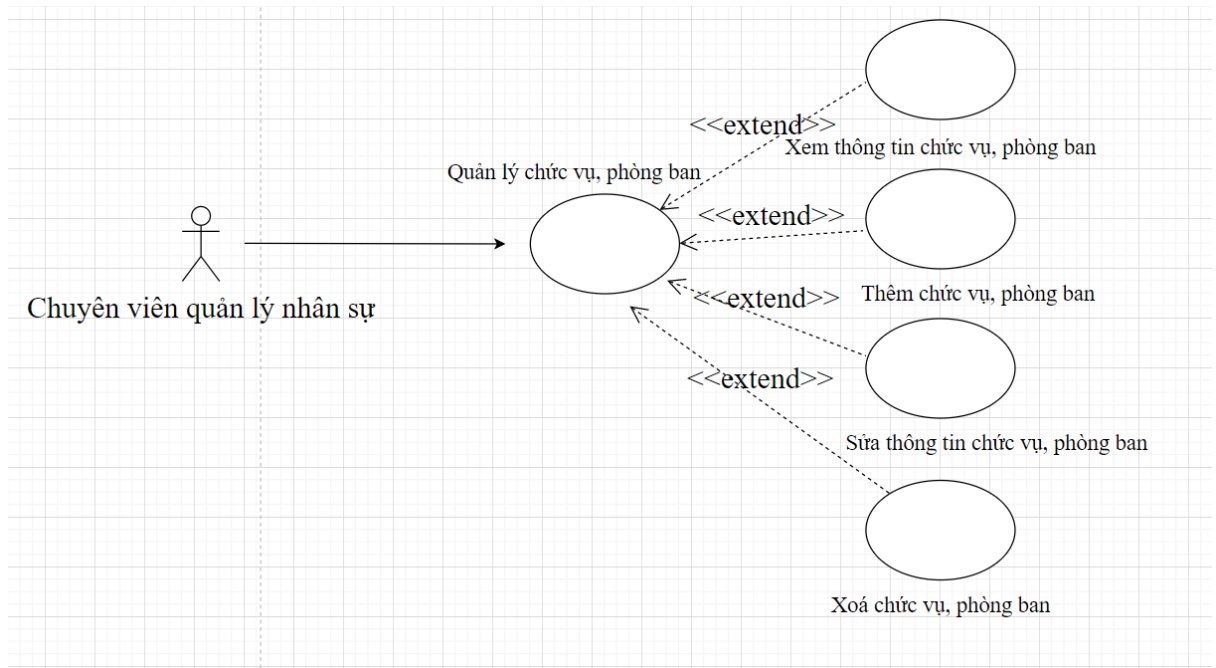 <<extend>>
Xem thông tin chức vụ, phòng ban
Quản lý chức vụ, phòng ban
<<extend>>
Chuyên viên quản lý nhân sự
<<extend>>
Thêm chức vụ, phòng ban
<<extend>>
Sửa thông tin chức vụ, phòng ban
Xoá chức vụ, phòng ban